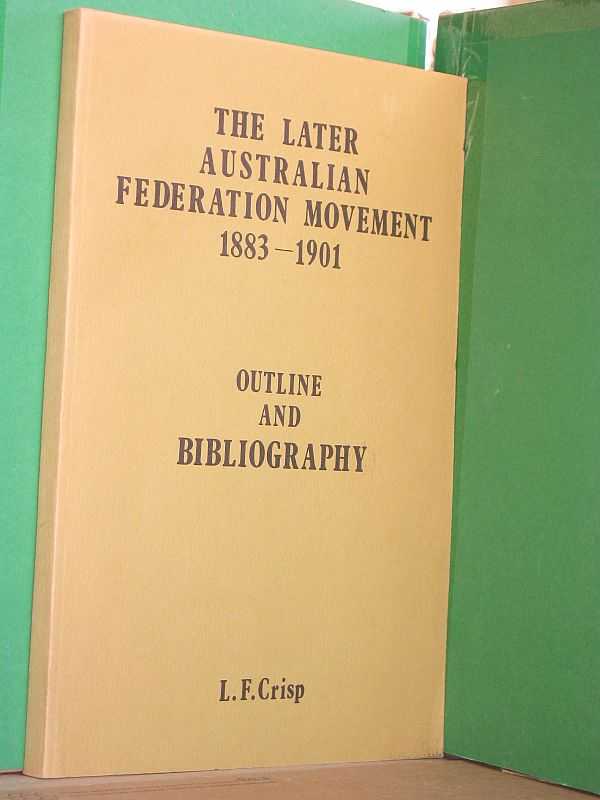 THE LATER
AUSTRALIAN
FEDERATION MOVEMENT
1883—1901
OUTLINE
AND
BIBLIOGRAPHY
L.F.Crisp